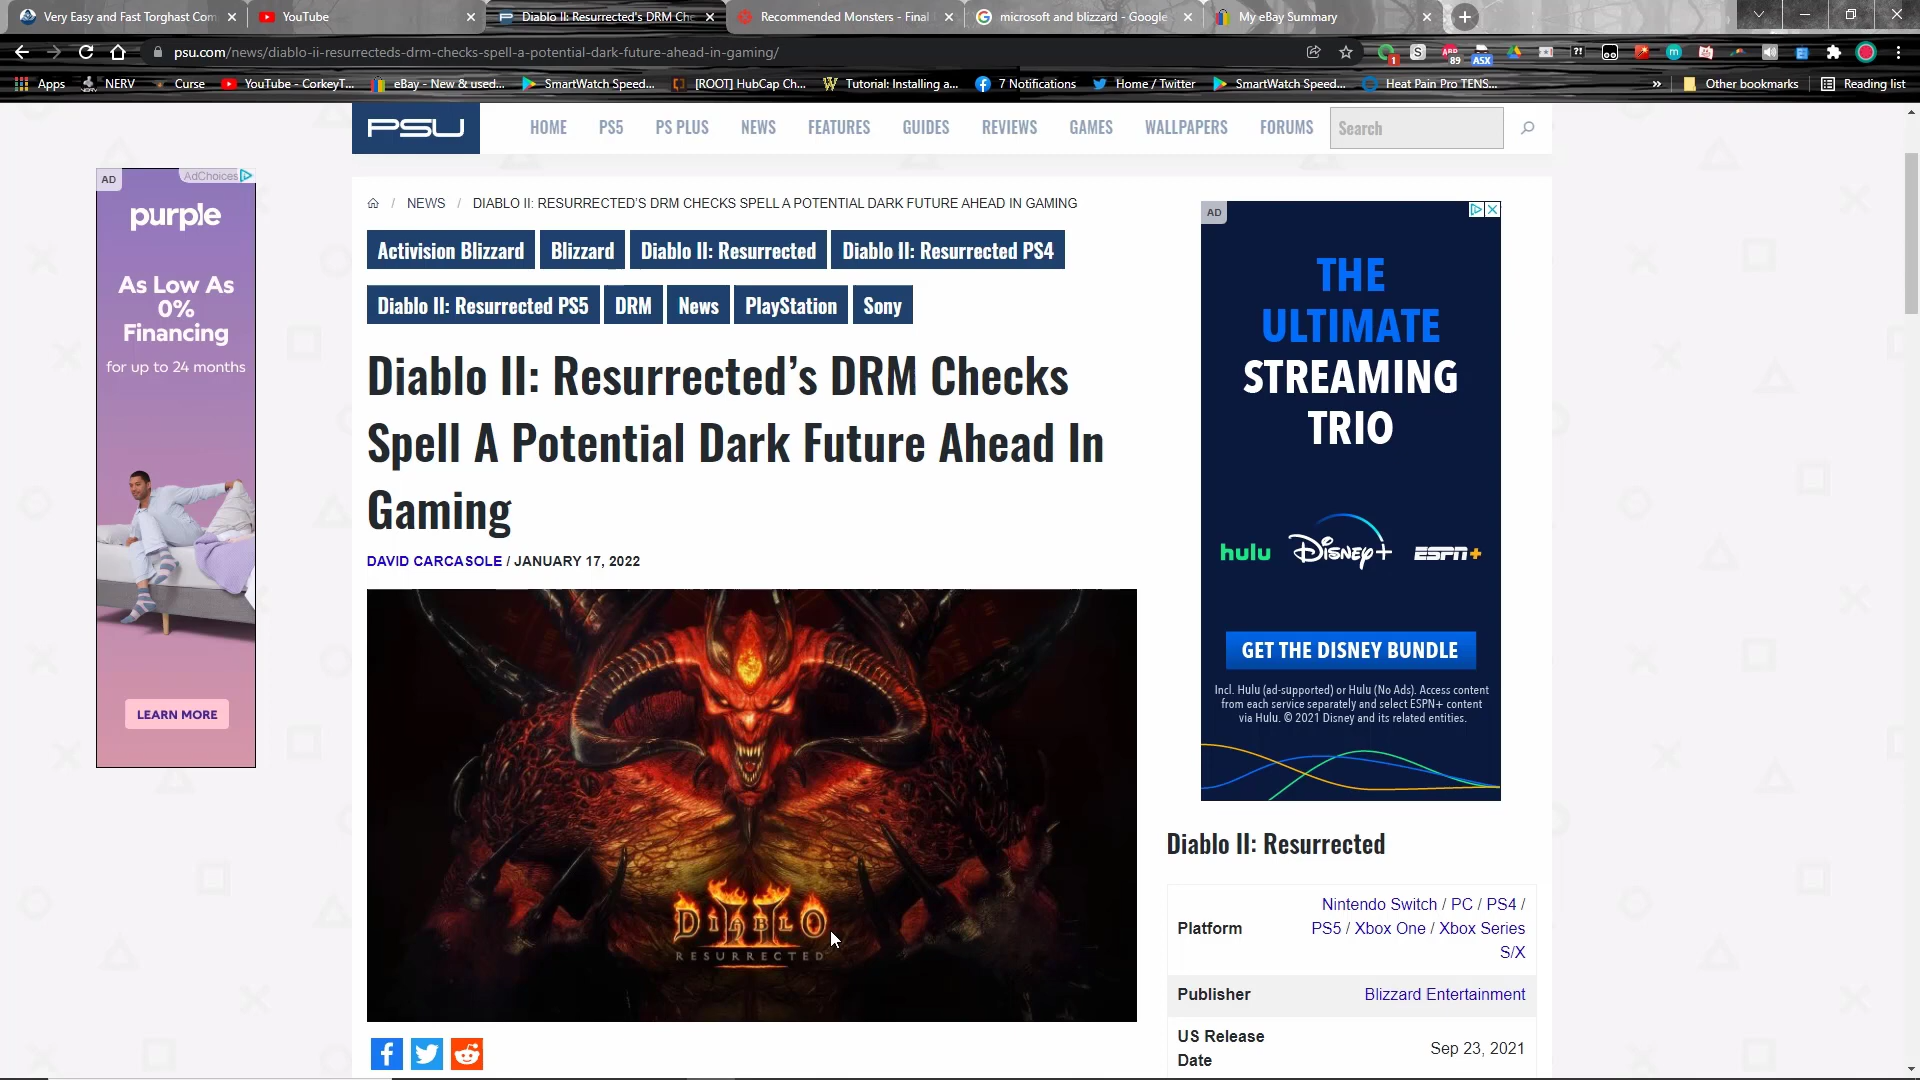 Very Easy and Fast Torghast Com
YouTube
Diablo II: Resurrected's DRM Che
Recommended Monsters - Final
microsoft and blizzard - Google
My eBay Summary
psu.com/news/diablo-ii-resurrecteds-drm-checks-spell-a-potential-dark-future-ahead-in-gaming/
1
S
89
ASX
?!
m
Apps
NERV
Curse
YouTube - CorkeyT...
eBay - New & used...
SmartWatch Speed...
[ROOT] HubCap Ch...
Tutorial: Installing a...
7 Notifications
Home / Twitter
SmartWatch Speed...
Heat Pain Pro TENS...
»
Other bookmarks
Reading list
PSU
HOME
PS5
PS PLUS
NEWS
FEATURES
GUIDES
REVIEWS
GAMES
WALLPAPERS
FORUMS
Search
AD
AdChoices
purple
As Low As
0%
Financing
for up to 24 months
LEARN MORE
/ NEWS / DIABLO II: RESURRECTED'S DRM CHECKS SPELL A POTENTIAL DARK FUTURE AHEAD IN GAMING
Activision Blizzard
Blizzard
Diablo II: Resurrected
Diablo II: Resurrected PS4
Diablo II: Resurrected PS5
DRM
News
PlayStation
Sony
Diablo II: Resurrected’s DRM Checks
Spell A Potential Dark Future Ahead In
Gaming
DAVID CARCASOLE / JANUARY 17, 2022
DIABLO
II
RESURRECTED
AD
THE
ULTIMATE
STREAMING
TRIO
hulu
Disney+
ESPN+
GET THE DISNEY BUNDLE
Incl. Hulu (ad-supported) or Hulu (No Ads). Access content
from each service separately and select ESPN+ content
via Hulu. © 2021 Disney and its related entities.
Diablo II: Resurrected
Platform
Nintendo Switch / PC / PS4 /
PS5 / Xbox One / Xbox Series
S/X
Publisher
Blizzard Entertainment
US Release
Date
Sep 23, 2021